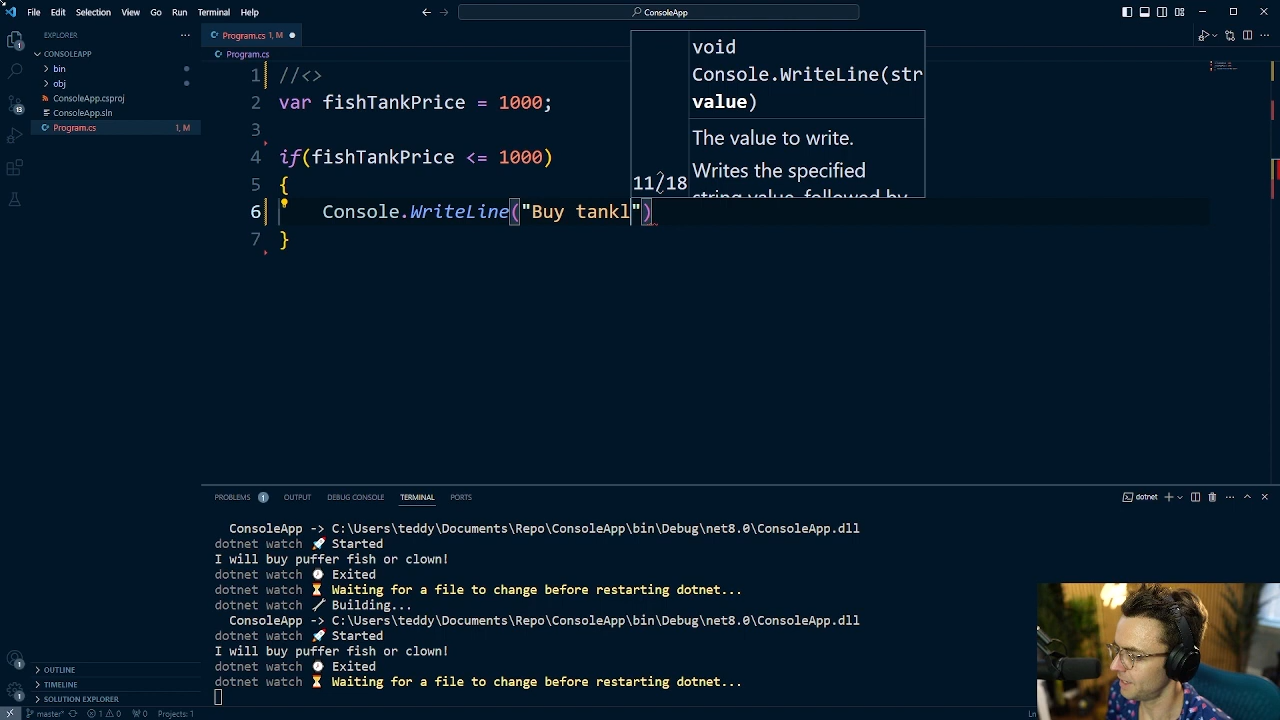 File Edit Selection View Go Run Terminal Help
ConsoleApp
EXPLORER
Program.cs 1, M
CONSOLEAPP
Program.cs
bin
obj
ConsoleApp.csproj
ConsoleApp.sln
Program.cs 1, M
1 //<>
2 var fishTankPrice = 1000;
3
4 if(fishTankPrice <= 1000)
5 {
6 Console.WriteLine("Buy tankl")
7 }
void
Console.WriteLine(str
value)
The value to write.
Writes the specified
string value, followed by
11/18
PROBLEMS 1 OUTPUT DEBUG CONSOLE TERMINAL PORTS
dotnet
ConsoleApp -> C:\Users\teddy\Documents\Repo\ConsoleApp\bin\Debug\net8.0\ConsoleApp.dll
dotnet watch 🚀 Started
I will buy puffer fish or clown!
dotnet watch ⌚ Exited
dotnet watch ⏳ Waiting for a file to change before restarting dotnet...
dotnet watch 🔧 Building...
ConsoleApp -> C:\Users\teddy\Documents\Repo\ConsoleApp\bin\Debug\net8.0\ConsoleApp.dll
dotnet watch 🚀 Started
I will buy puffer fish or clown!
dotnet watch ⌚ Exited
dotnet watch ⏳ Waiting for a file to change before restarting dotnet...
OUTLINE
TIMELINE
SOLUTION EXPLORER
master* 1 0 0 Projects: 1